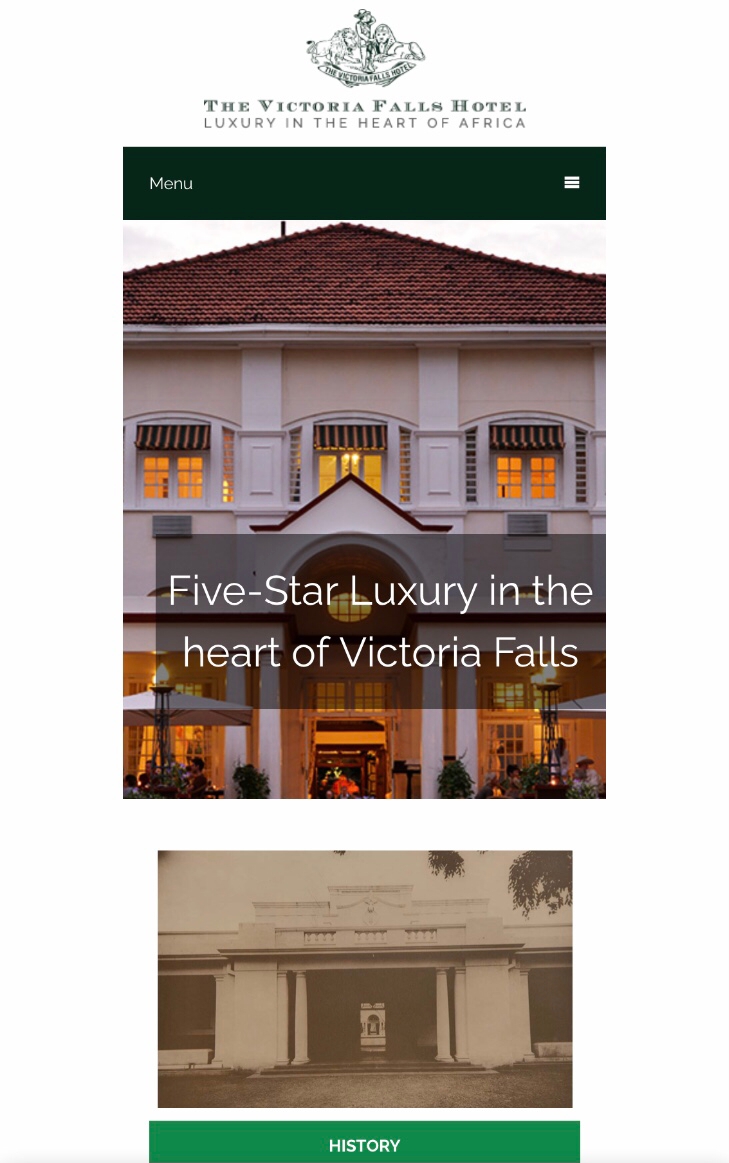 THE VICTORIA FALLS HOTEL
THE VICTORIA FALLS HOTEL
LUXURY IN THE HEART OF AFRICA
Menu
Five-Star Luxury in the
heart of Victoria Falls
HISTORY